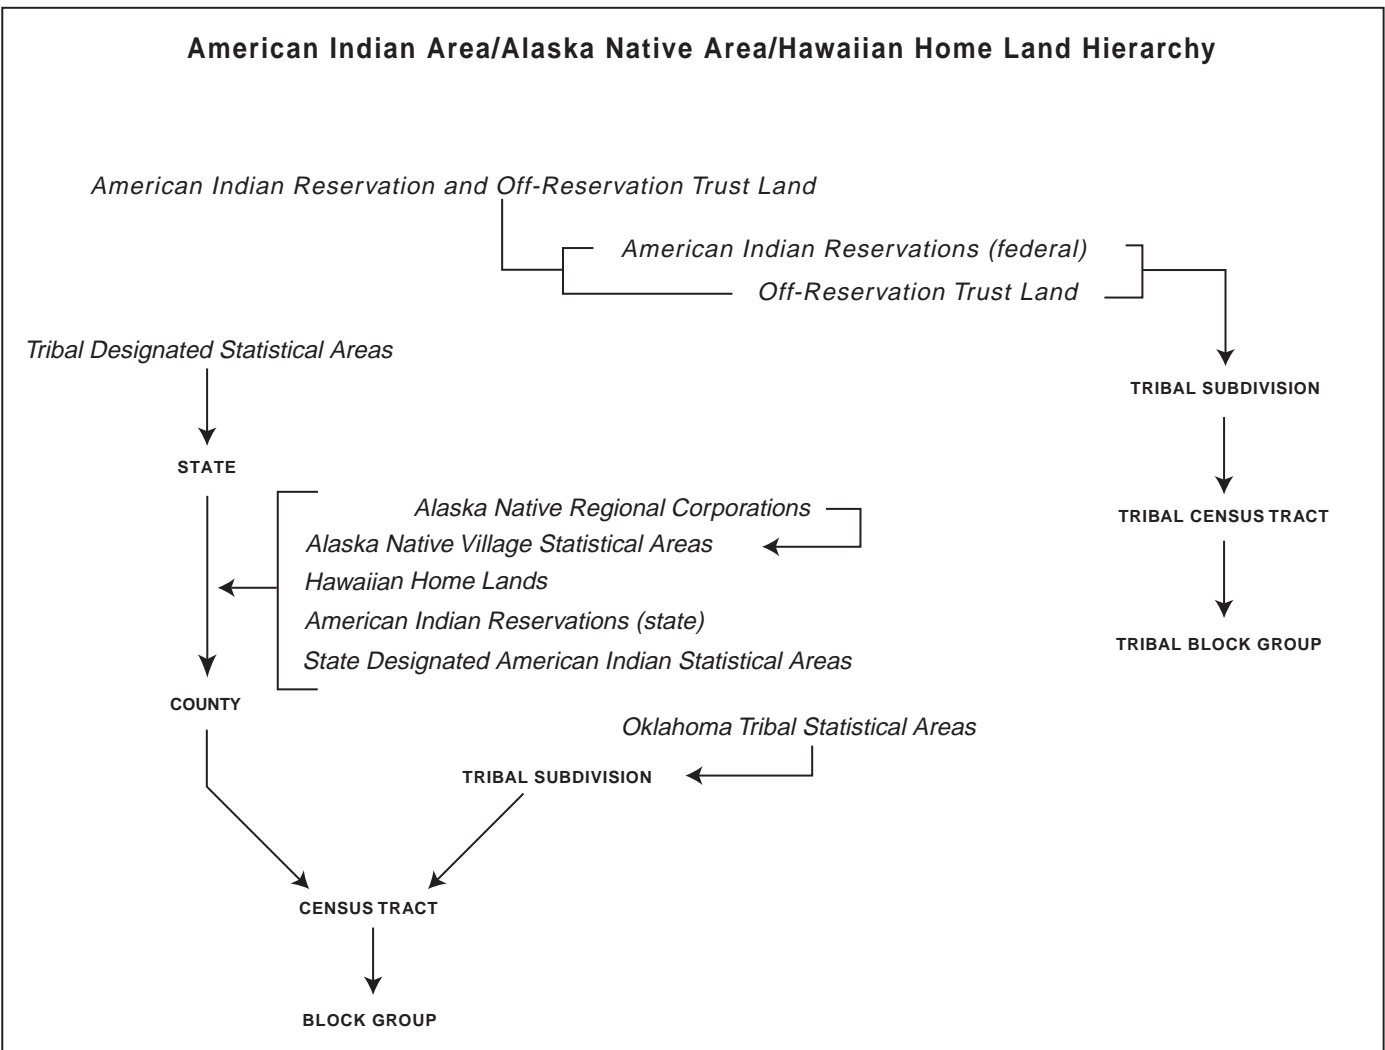 American Indian Area/Alaska Native Area/Hawaiian Home Land Hierarchy
American Indian Reservation and Off-Reservation Trust Land
American Indian Reservations (federal)
Off-Reservation Trust Land
Tribal Designated Statistical Areas
TRIBAL SUBDIVISION
STATE
Alaska Native Regional Corporations
TRIBAL CENSUS TRACT
Alaska Native Village Statistical Areas
Hawaiian Home Lands
American Indian Reservations (state)
TRIBAL BLOCK GROUP
State Designated American Indian Statistical Areas
COUNTY
Oklahoma Tribal Statistical Areas
TRIBAL SUBDIVISION
CENSUS TRACT
BLOCK GROUP